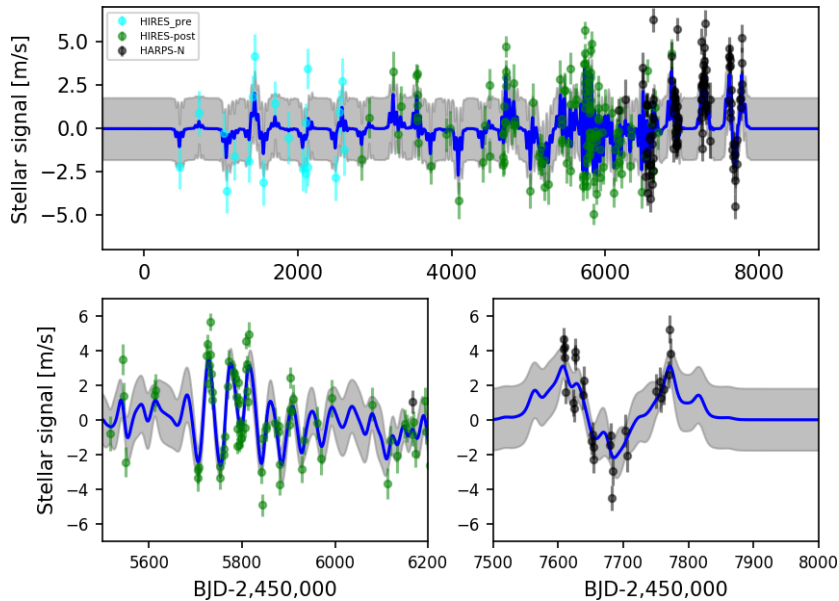 HIRES_pre
HIRES-post
HARPS-N
Stellar signal [m/s]
5.0
2.5
0.0
−2.5
−5.0
0 2000 4000 6000 8000
Stellar signal [m/s]
6
4
2
0
−2
−4
−6
5600 5800 6000 6200
BJD-2,450,000
6
4
2
0
−2
−4
−6
7500 7600 7700 7800 7900 8000
BJD-2,450,000